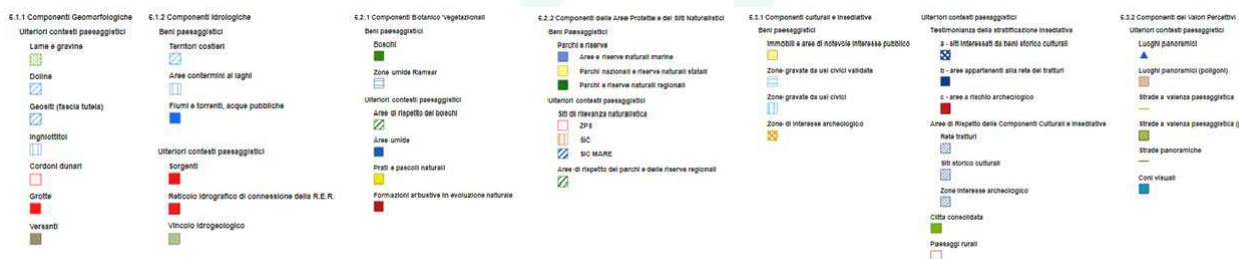 6.1.1 Componenti Geomorfologiche
Ulteriori contesti paesaggistici
Lame e gravine
Doline
Geositi (fascia tutela)
Inghiottitoi
Cordoni dunari
Grotte
Versanti
6.1.2 Componenti Idrologiche
Beni paesaggistici
Territori costieri
Aree contermini ai laghi
Fiumi e torrenti, acque pubbliche
Ulteriori contesti paesaggistici
Sorgenti
Reticolo idrografico di connessione della R.E.R.
Vincolo idrogeologico
6.2.1 Componenti Botanico Vegetazionali
Beni paesaggistici
Boschi
Zone umide Ramsar
Ulteriori contesti paesaggistici
Aree di rispetto dei boschi
Aree umide
Prati e pascoli naturali
Formazioni arbustive in evoluzione naturale
6.2.2 Componenti delle Aree Protette e dei Siti Naturalistici
Beni Paesaggistici
Parchi e riserve
Aree e riserve naturali marine
Parchi nazionali e riserve naturali statali
Parchi e riserve naturali regionali
Ulteriori contesti paesaggistici
Siti di rilevanza naturalistica
ZPS
SIC
SIC MARE
Aree di rispetto dei parchi e delle riserve regionali
6.3.1 Componenti culturali e insediative
Beni paesaggistici
Immobili e aree di notevole interesse pubblico
Zone gravate da usi civici validate
Zone gravate da usi civici
Zone di interesse archeologico
Ulteriori contesti paesaggistici
Testimonianza della stratificazione insediativa
a - siti interessati da beni storico culturali
b - aree appartenenti alla rete dei tratturi
c - aree a rischio archeologico
Aree di Rispetto delle Componenti Culturali e Insediative
Rete tratturi
Siti storico culturali
Zone interesse archeologico
Città consolidata
Paesaggi rurali
6.3.2 Componenti dei Valori Percettivi
Ulteriori contesti paesaggistici
Luoghi panoramici
Luoghi panoramici (poligoni)
Strade a valenza paesaggistica
Strade a valenza paesaggistica (
Strade panoramiche
Coni visuali